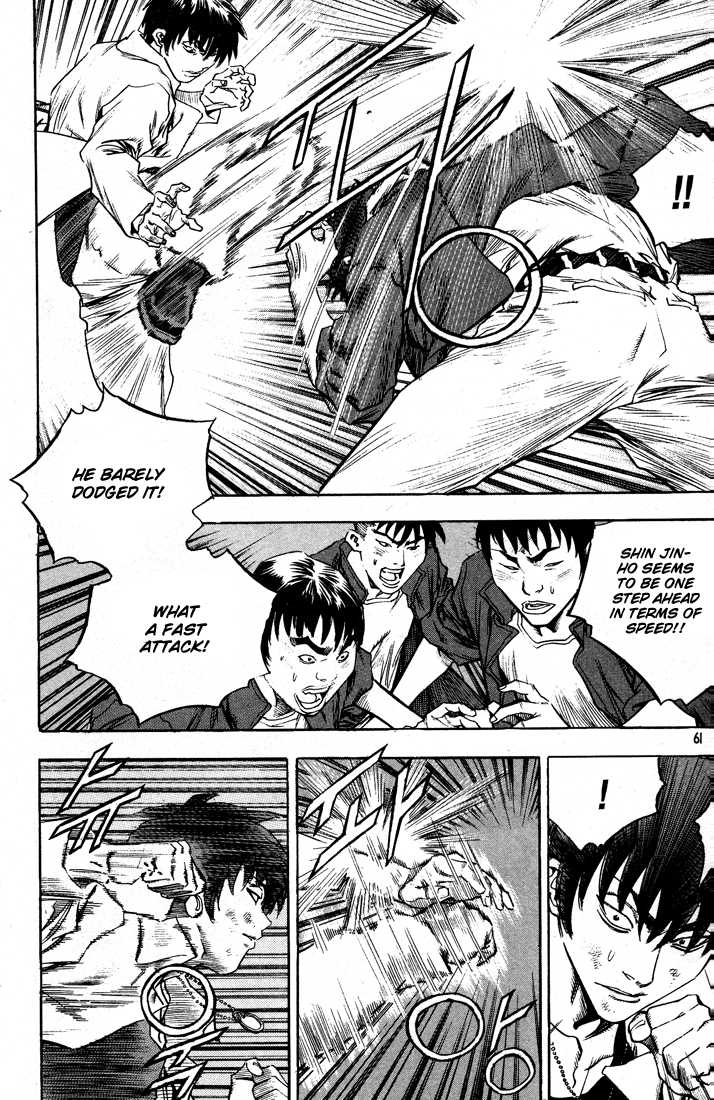 !!
HE BARELY
DODGED IT!
WHAT
A FAST
ATTACK!
SHIN JIN-
HO SEEMS
TO BE ONE
STEP AHEAD
IN TERMS OF
SPEED!!
61
!